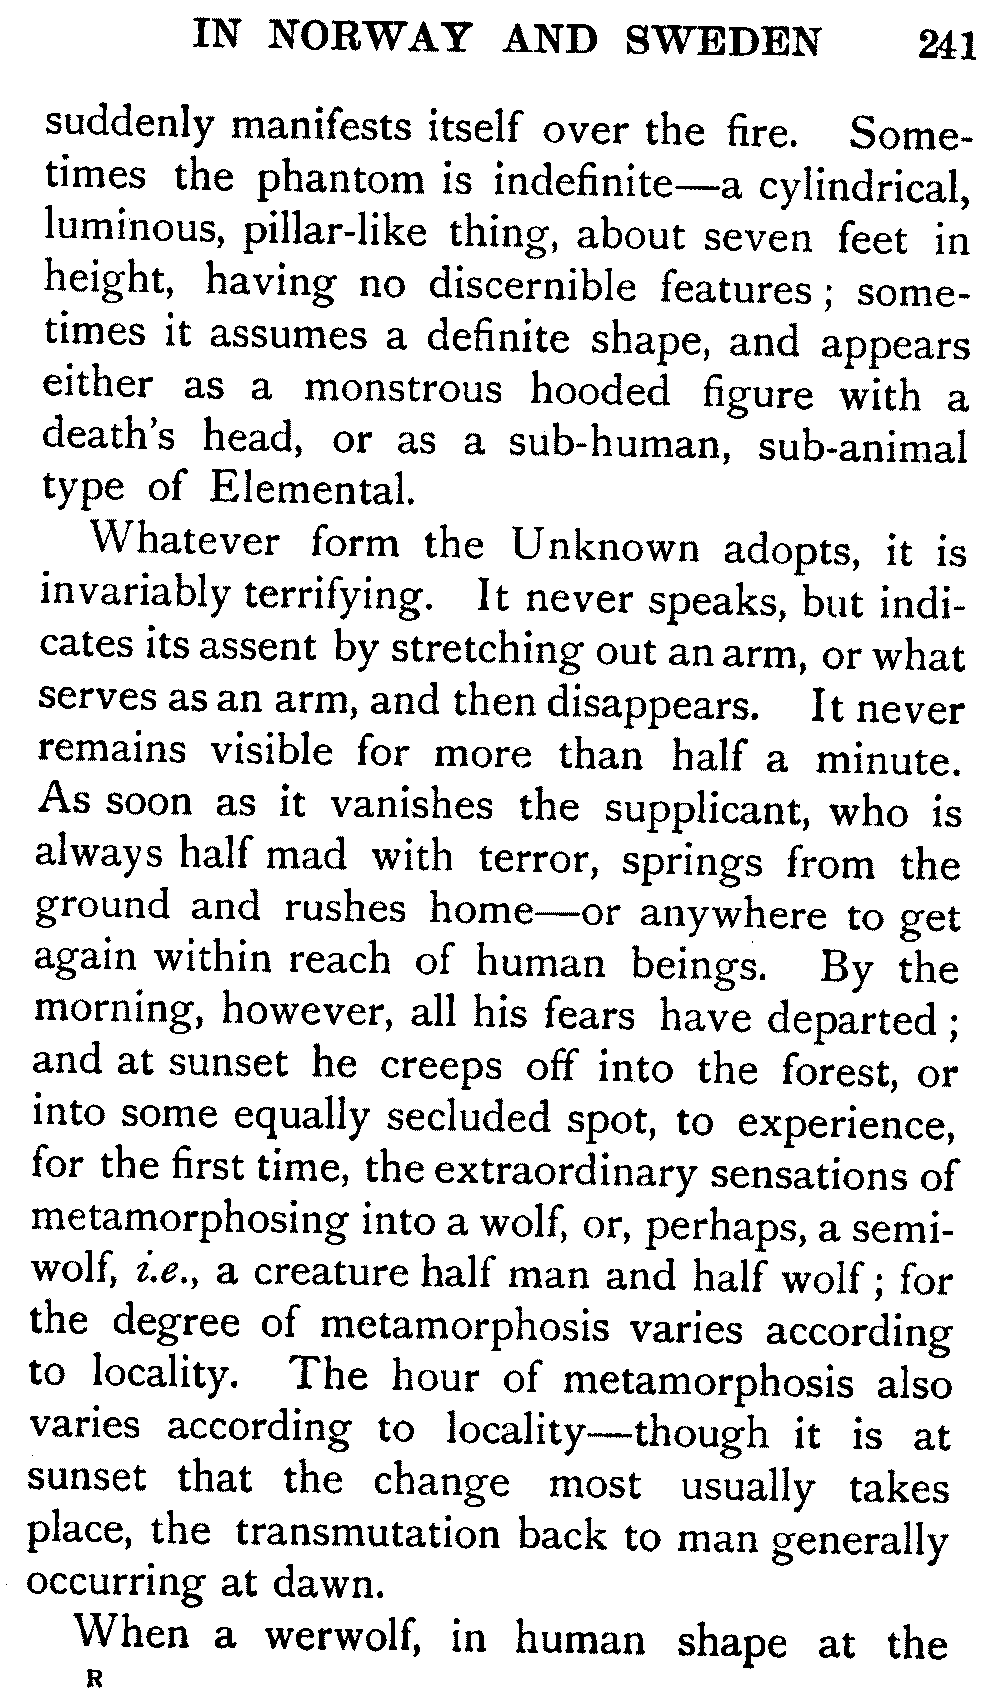 IN NORWAY AND SWEDEN 241
suddenly manifests itself over the fire. Some-
times the phantom is indefinite—a cylindrical,
luminous, pillar-like thing, about seven feet in
height, having no discernible features ; some-
times it assumes a definite shape, and appears
either as a monstrous hooded figure with a
death's head, or as a sub-human, sub-animal
type of Elemental.
Whatever form the Unknown adopts, it is
invariably terrifying. It never speaks, but indi-
cates its assent by stretching out an arm, or what
serves as an arm, and then disappears. It never
remains visible for more than half a minute.
As soon as it vanishes the supplicant, who is
always half mad with terror, springs from the
ground and rushes home—or anywhere to get
again within reach of human beings. By the
morning, however, all his fears have departed ;
and at sunset he creeps off into the forest, or
into some equally secluded spot, to experience,
for the first time, the extraordinary sensations of
metamorphosing into a wolf, or, perhaps, a semi-
wolf, i.e., a creature half man and half wolf ; for
the degree of metamorphosis varies according
to locality. The hour of metamorphosis also
varies according to locality—though it is at
sunset that the change most usually takes
place, the transmutation back to man generally
occurring at dawn.
When a werwolf, in human shape at the
R